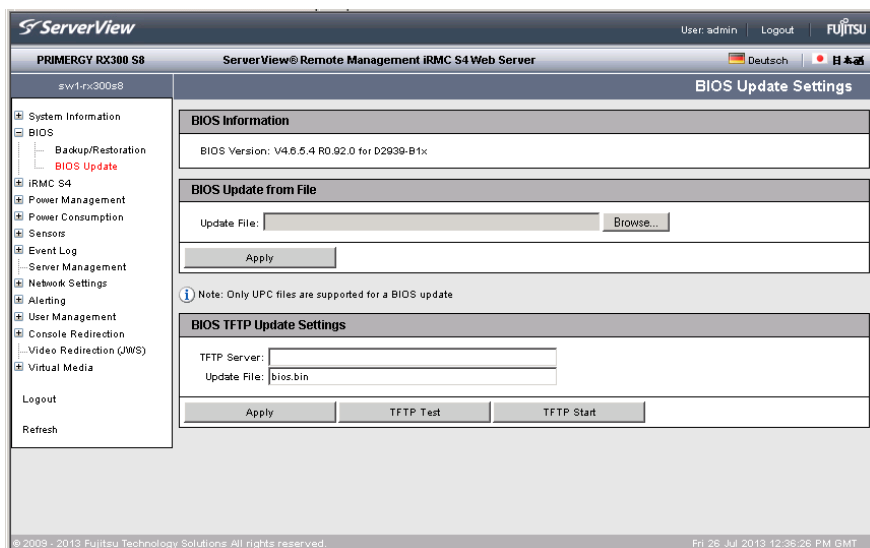 ServerView
User: admin Logout FUJITSU
PRIMERGY RX300 S8 ServerView® Remote Management iRMC S4 Web Server Deutsch 日本語
sw1-rx300s8 BIOS Update Settings
System Information
BIOS
Backup/Restoration
BIOS Update
iRMC S4
Power Management
Power Consumption
Sensors
Event Log
Server Management
Network Settings
Alerting
User Management
Console Redirection
Video Redirection (JWS)
Virtual Media
Logout
Refresh
BIOS Information
BIOS Version: V4.6.5.4 R0.92.0 for D2939-B1x
BIOS Update from File
Update File: Browse...
Apply
Note: Only UPC files are supported for a BIOS update
BIOS TFTP Update Settings
TFTP Server:
Update File: bios.bin
Apply TFTP Test TFTP Start
© 2009 - 2013 Fujitsu Technology Solutions All rights reserved. Fri 26 Jul 2013 12:36:26 PM GMT